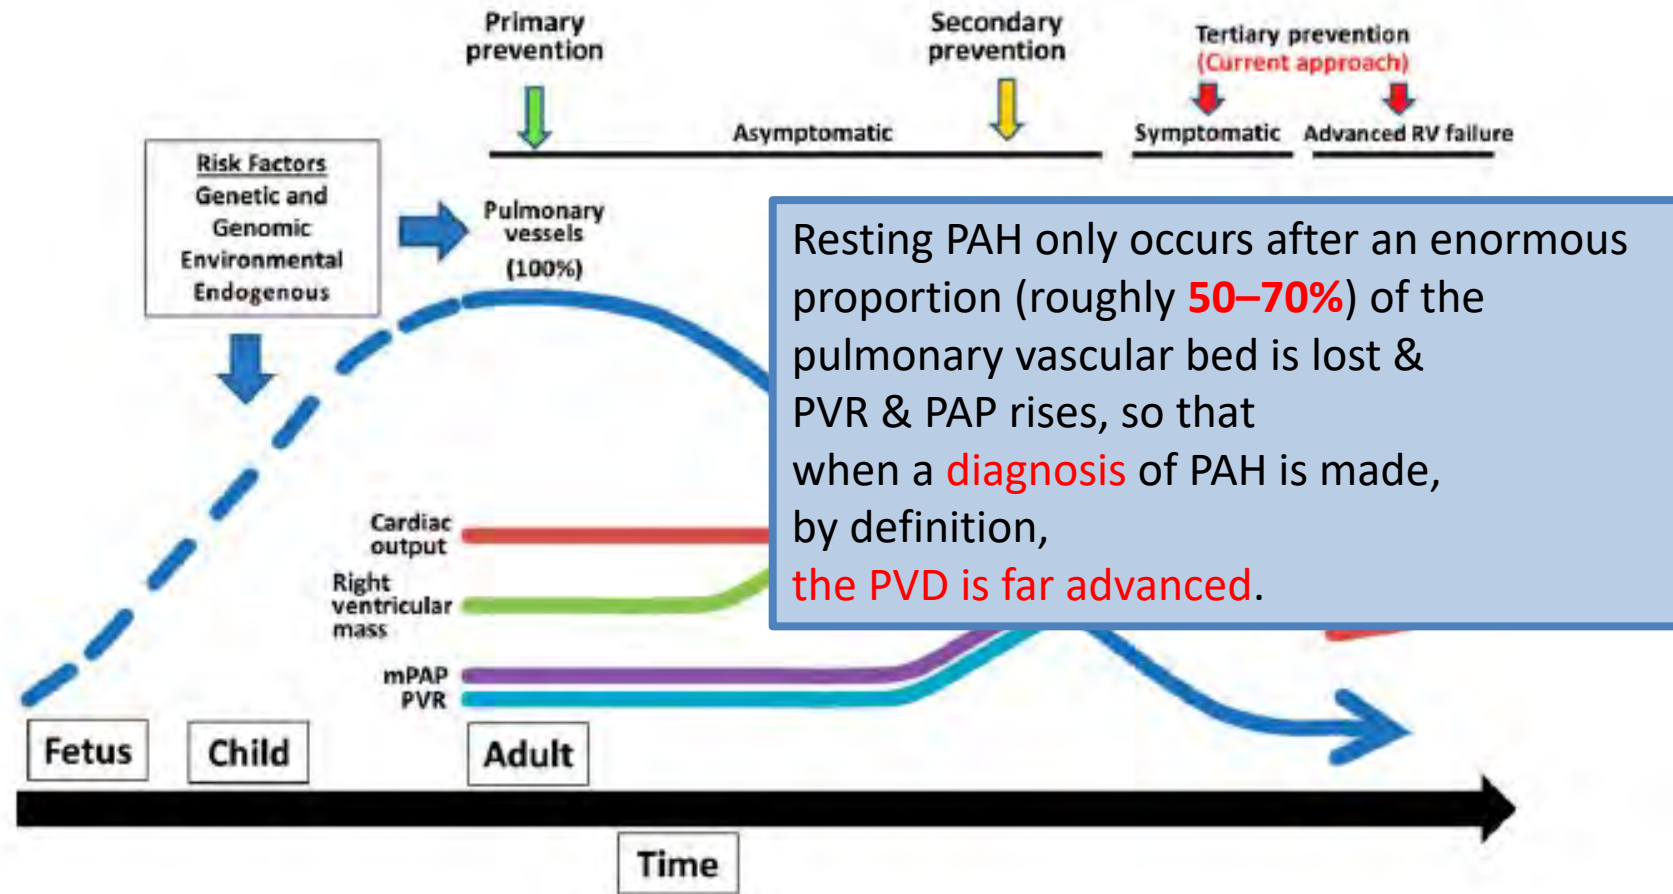 Primary
prevention
Secondary
prevention
Tertiary prevention
(Current approach)
Asymptomatic
Symptomatic
Advanced RV failure
Risk Factors
Genetic and
Genomic
Environmental
Endogenous
Pulmonary
vessels
(100%)
Resting PAH only occurs after an enormous
proportion (roughly 50–70%) of the
pulmonary vascular bed is lost &
PVR & PAP rises, so that
when a diagnosis of PAH is made,
by definition,
the PVD is far advanced.
Cardiac
output
Right
ventricular
mass
mPAP
PVR
Fetus
Child
Adult
Time